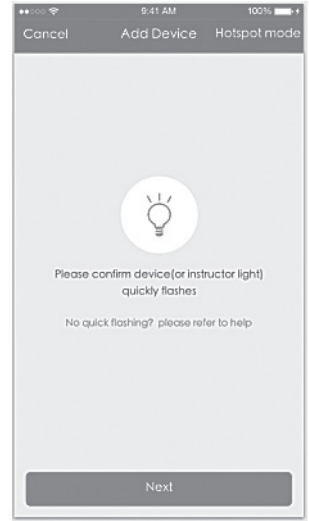 9:41 AM 100%
Cancel Add Device Hotspot mode
Please confirm device(or instructor light)
quickly flashes
No quick flashing? please refer to help
Next